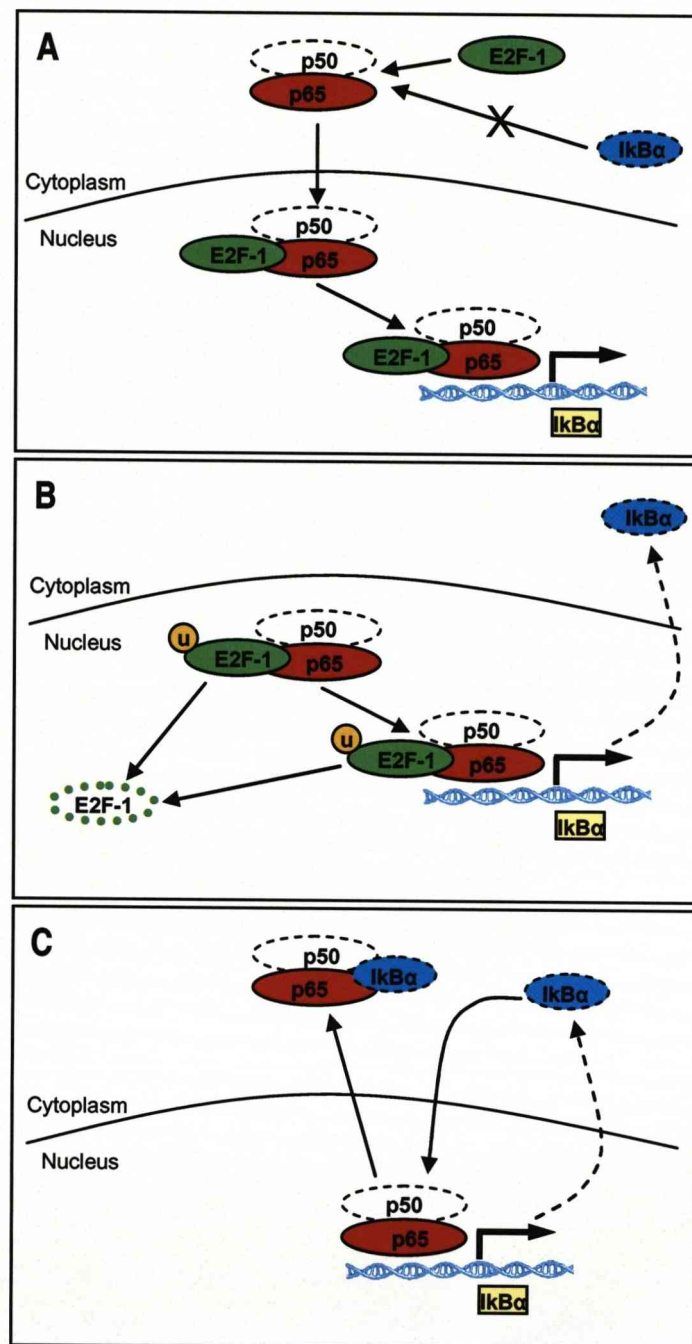 A
p50
E2F-1
p65
IkBα
Cytoplasm
Nucleus
p50
E2F-1
p65
p50
E2F-1
p65
IkBα
B
IkBα
Cytoplasm
Nucleus
u
p50
E2F-1
p65
u
p50
E2F-1
p65
E2F-1
IkBα
C
p50
IkBα
p65
IkBα
Cytoplasm
Nucleus
p50
p65
IkBα